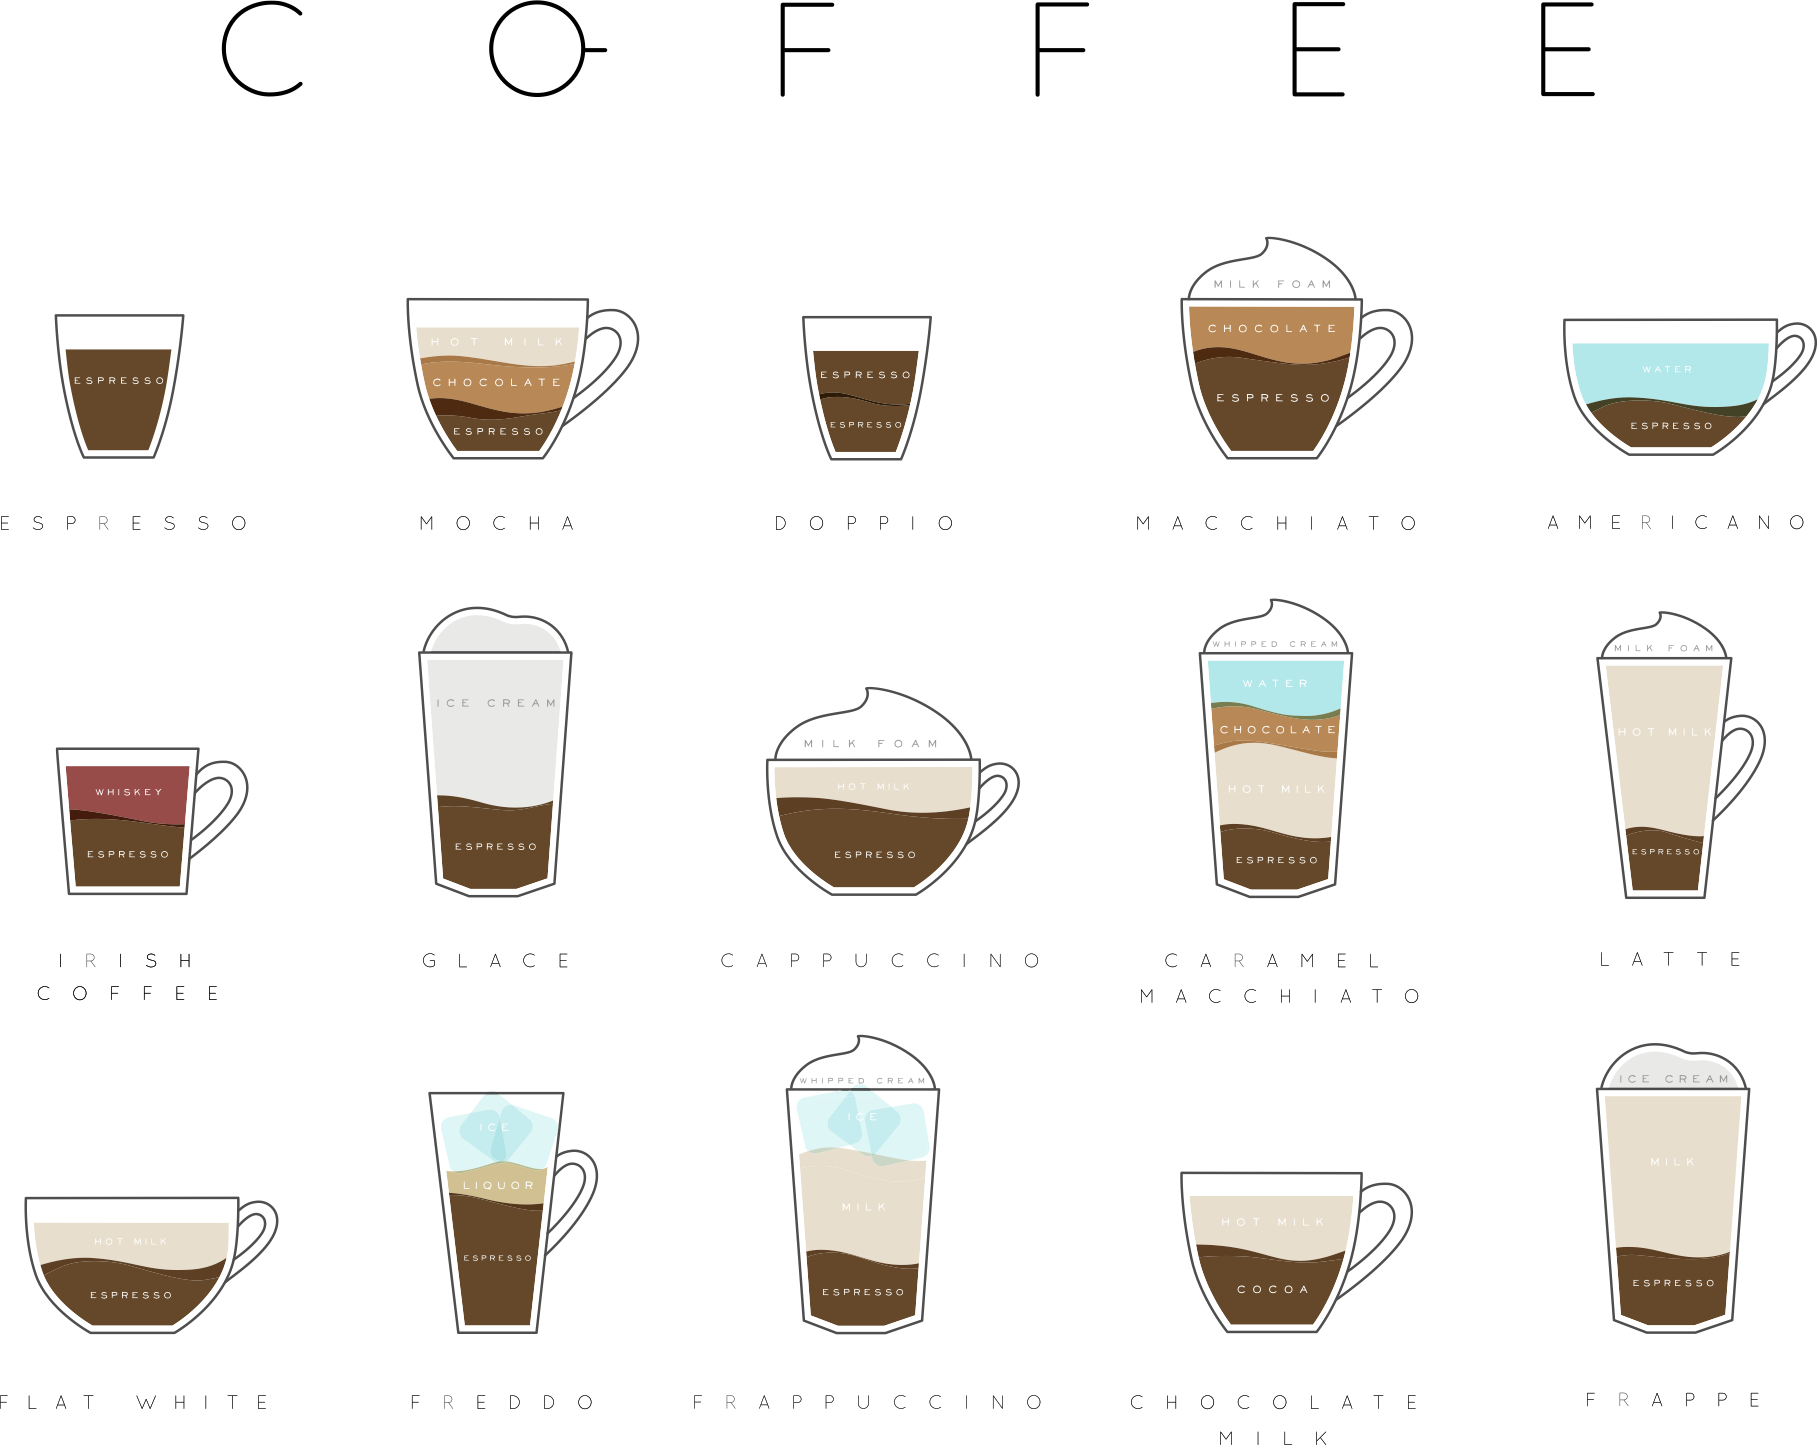 COFFEE
ESPRESSO
HOT MILK
CHOCOLATE
ESPRESSO
ESPRESSO
ESPRESSO
MILK FOAM
CHOCOLATE
ESPRESSO
WATER
ESPRESSO
ESPRESSO
MOCHA
DOPPIO
MACCHIATO
AMERICANO
WHISKEY
ESPRESSO
ICE CREAM
ESPRESSO
MILK FOAM
HOT MILK
ESPRESSO
WHIPPED CREAM
WATER
CHOCOLATE
HOT MILK
ESPRESSO
MILK FOAM
HOT MILK
ESPRESSO
IRISH
COFFEE
GLACE
CAPPUCCINO
CARAMEL
MACCHIATO
LATTE
HOT MILK
ESPRESSO
ICE
LIQUOR
ESPRESSO
WHIPPED CREAM
ICE
MILK
ESPRESSO
HOT MILK
COCOA
ICE CREAM
MILK
ESPRESSO
FLAT WHITE
FREDDO
FRAPPUCCINO
CHOCOLATE
MILK
FRAPPE